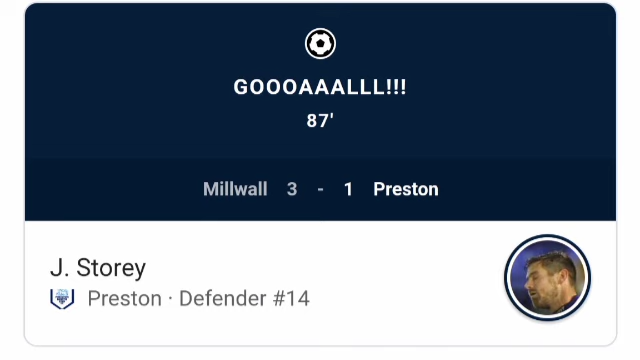 GOOOAAALLL!!!
87'
Millwall 3 - 1 Preston
J. Storey
Preston · Defender #14